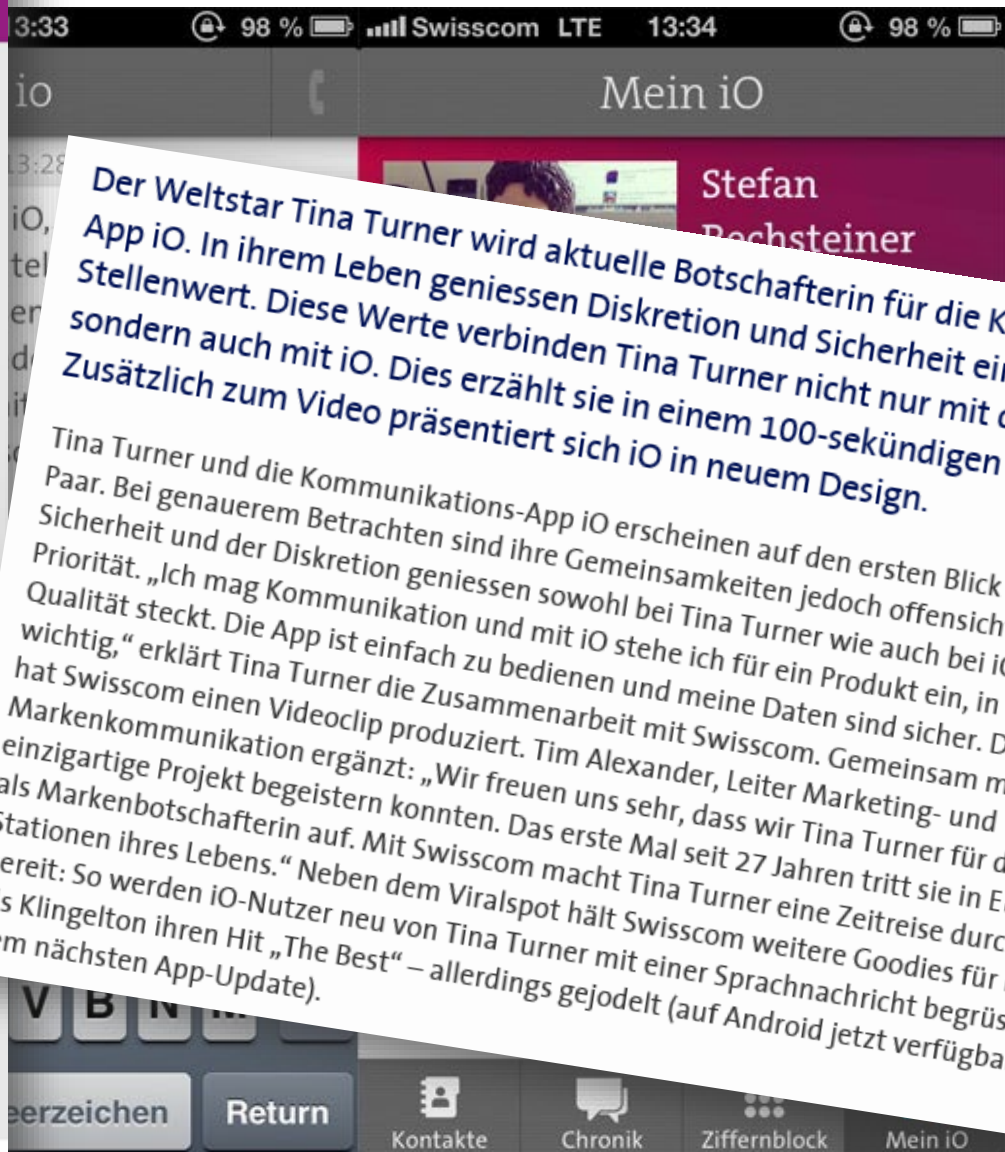 3:33
98 %
Swisscom LTE
13:34
98 %
io
Mein iO
13:28
iO,
Stefan
Bechsteiner
Der Weltstar Tina Turner wird aktuelle Botschafterin für die K
App iO. In ihrem Leben geniessen Diskretion und Sicherheit ein
Stellenwert. Diese Werte verbinden Tina Turner nicht nur mit d
sondern auch mit iO. Dies erzählt sie in einem 100-sekündigen
Zusätzlich zum Video präsentiert sich iO in neuem Design.
Tina Turner und die Kommunikations-App iO erscheinen auf den ersten Blick
Paar. Bei genauerem Betrachten sind ihre Gemeinsamkeiten jedoch offensich
Sicherheit und der Diskretion geniessen sowohl bei Tina Turner wie auch bei iO
Priorität. „Ich mag Kommunikation und mit iO stehe ich für ein Produkt ein, in
Qualität steckt. Die App ist einfach zu bedienen und meine Daten sind sicher. D
wichtig,“ erklärt Tina Turner die Zusammenarbeit mit Swisscom. Gemeinsam m
hat Swisscom einen Videoclip produziert. Tim Alexander, Leiter Marketing- und
Markenkommunikation ergänzt: „Wir freuen uns sehr, dass wir Tina Turner für d
einzigartige Projekt begeistern konnten. Das erste Mal seit 27 Jahren tritt sie in E
als Markenbotschafterin auf. Mit Swisscom macht Tina Turner eine Zeitreise durc
Stationen ihres Lebens.“ Neben dem Viralspot hält Swisscom weitere Goodies für
ereit: So werden iO-Nutzer neu von Tina Turner mit einer Sprachnachricht begrüs
s Klingelton ihren Hit „The Best“ – allerdings gejodelt (auf Android jetzt verfügba
em nächsten App-Update).
V B N M
eerzeichen
Return
Kontakte
Chronik
Ziffernblock
Mein iO